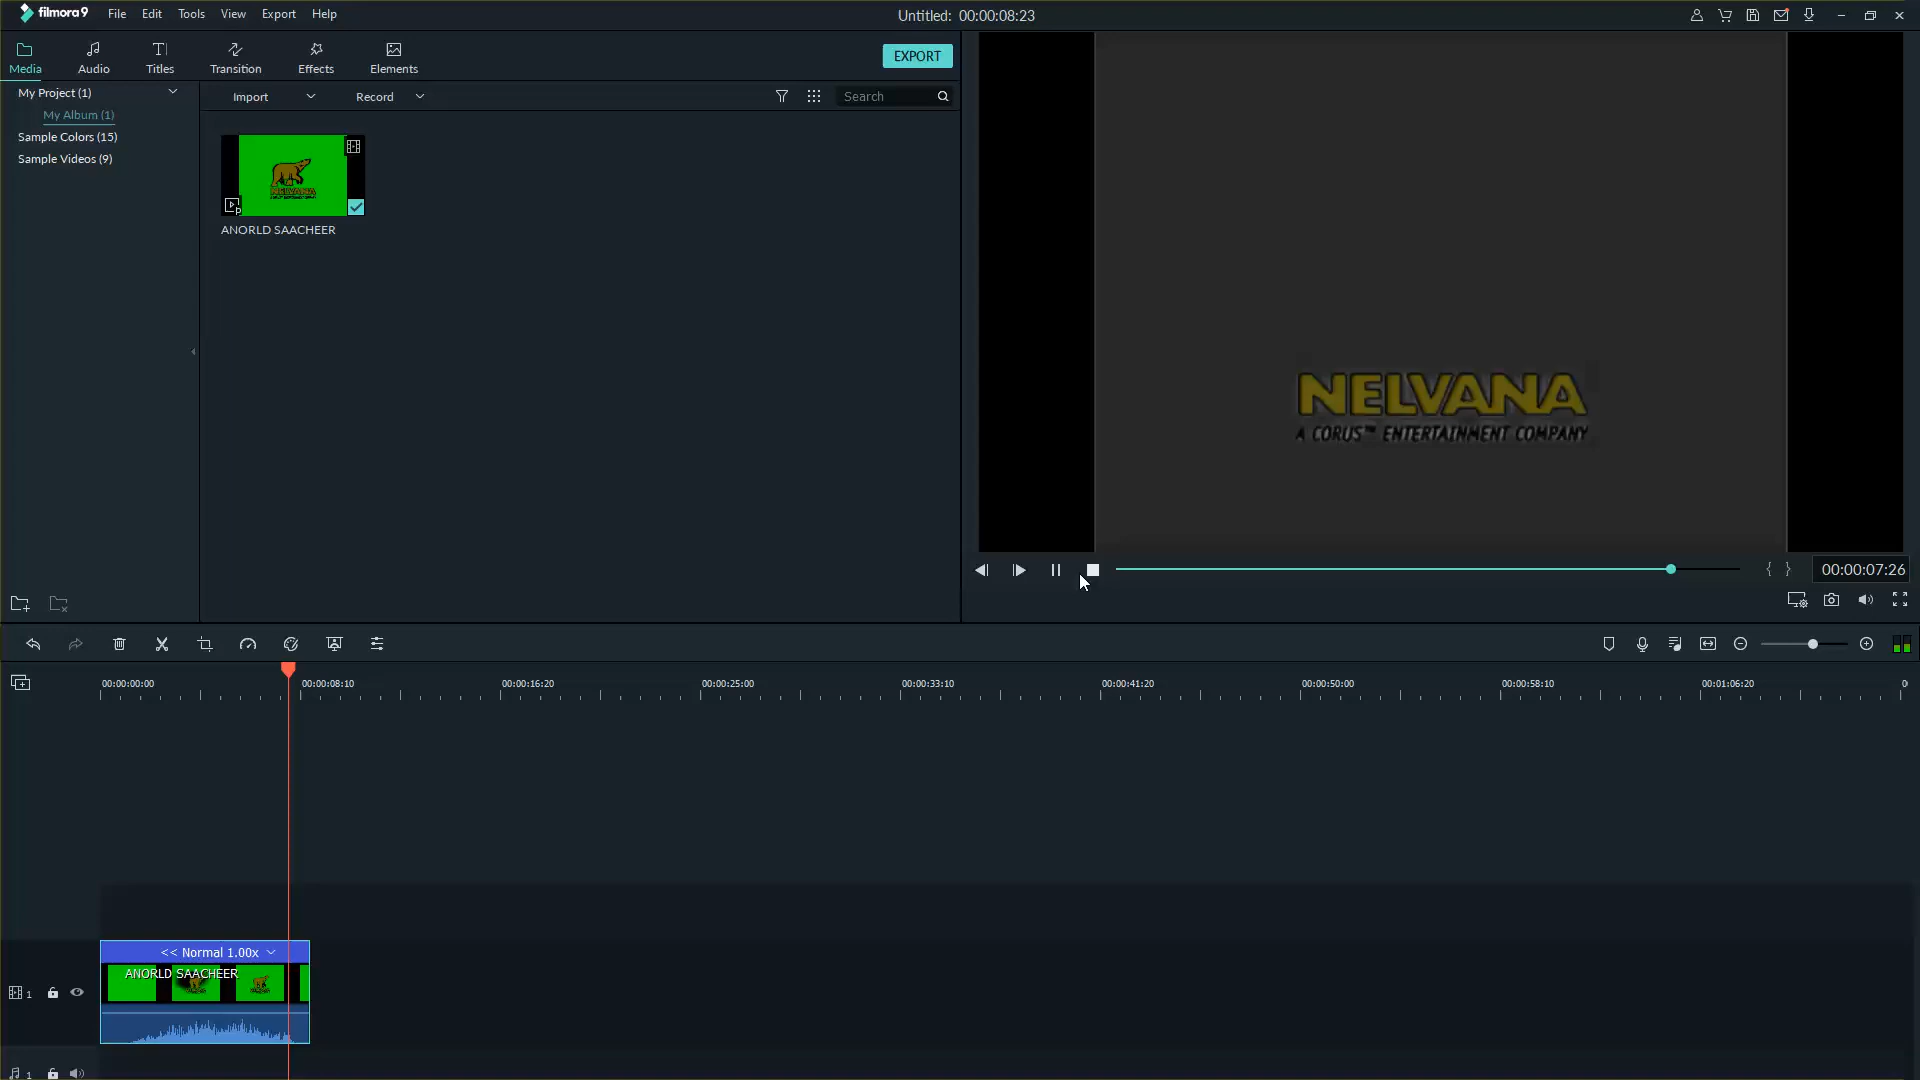 filmora9 File Edit Tools View Export Help Untitled: 00:00:08:23
Media Audio Titles Transition Effects Elements EXPORT
My Project (1) Import Record Search
My Album (1)
Sample Colors (15)
Sample Videos (9)
NELVANA
ANORLD SAACHEER
NELVANA
A CORUS™ ENTERTAINMENT COMPANY
{ } 00:00:07:26
00:00:00:00 00:00:08:10 00:00:16:20 00:00:25:00 00:00:33:10 00:00:41:20 00:00:50:00 00:00:58:10 00:01:06:20
<< Normal 1.00x
ANORLD SAACHEER
1
1